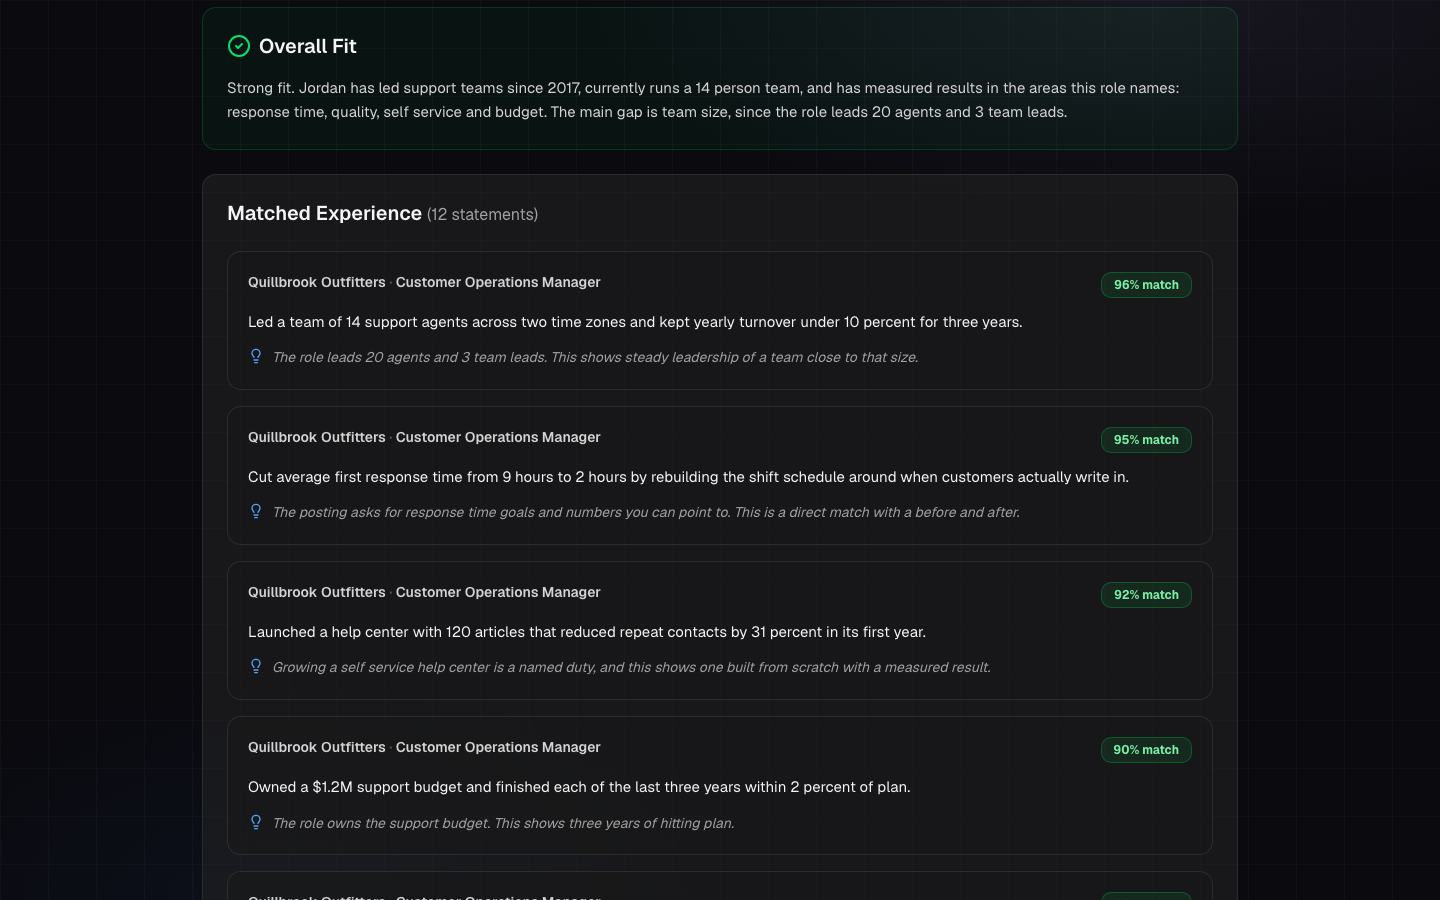 Overall Fit
Strong fit. Jordan has led support teams since 2017, currently runs a 14 person team, and has measured results in the areas this role names:
response time, quality, self service and budget. The main gap is team size, since the role leads 20 agents and 3 team leads.
Matched Experience (12 statements)
Quillbrook Outfitters · Customer Operations Manager
96% match
Led a team of 14 support agents across two time zones and kept yearly turnover under 10 percent for three years.
The role leads 20 agents and 3 team leads. This shows steady leadership of a team close to that size.
Quillbrook Outfitters · Customer Operations Manager
95% match
Cut average first response time from 9 hours to 2 hours by rebuilding the shift schedule around when customers actually write in.
The posting asks for response time goals and numbers you can point to. This is a direct match with a before and after.
Quillbrook Outfitters · Customer Operations Manager
92% match
Launched a help center with 120 articles that reduced repeat contacts by 31 percent in its first year.
Growing a self service help center is a named duty, and this shows one built from scratch with a measured result.
Quillbrook Outfitters · Customer Operations Manager
90% match
Owned a $1.2M support budget and finished each of the last three years within 2 percent of plan.
The role owns the support budget. This shows three years of hitting plan.